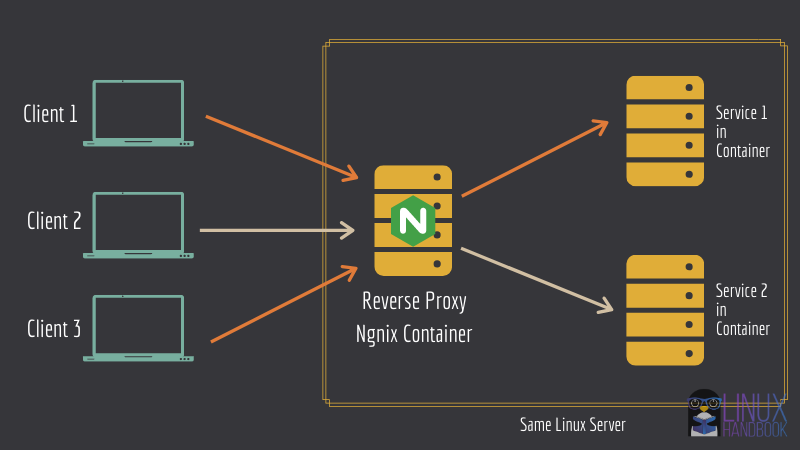 Client 1
Client 2
Client 3
N
Reverse Proxy
Ngnix Container
Service 1
in
Container
Service 2
in
Container
Same Linux Server
LINUX
HANDBOOK